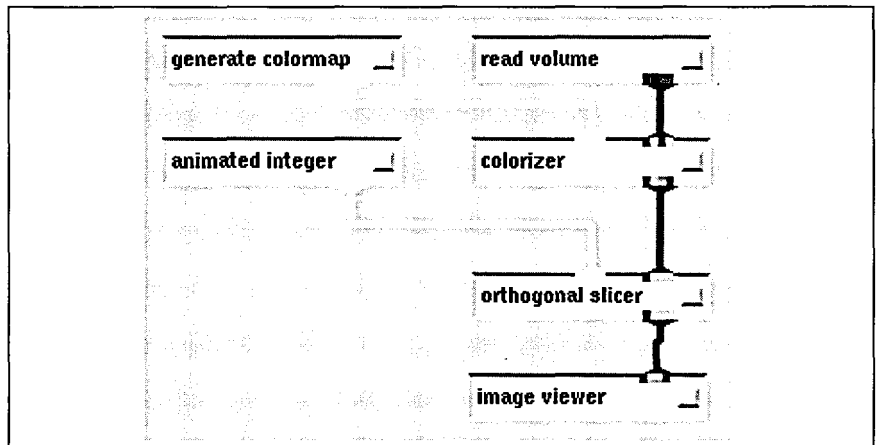 generate colormap
read volume
animated integer
colorizer
orthogonal slicer
image viewer